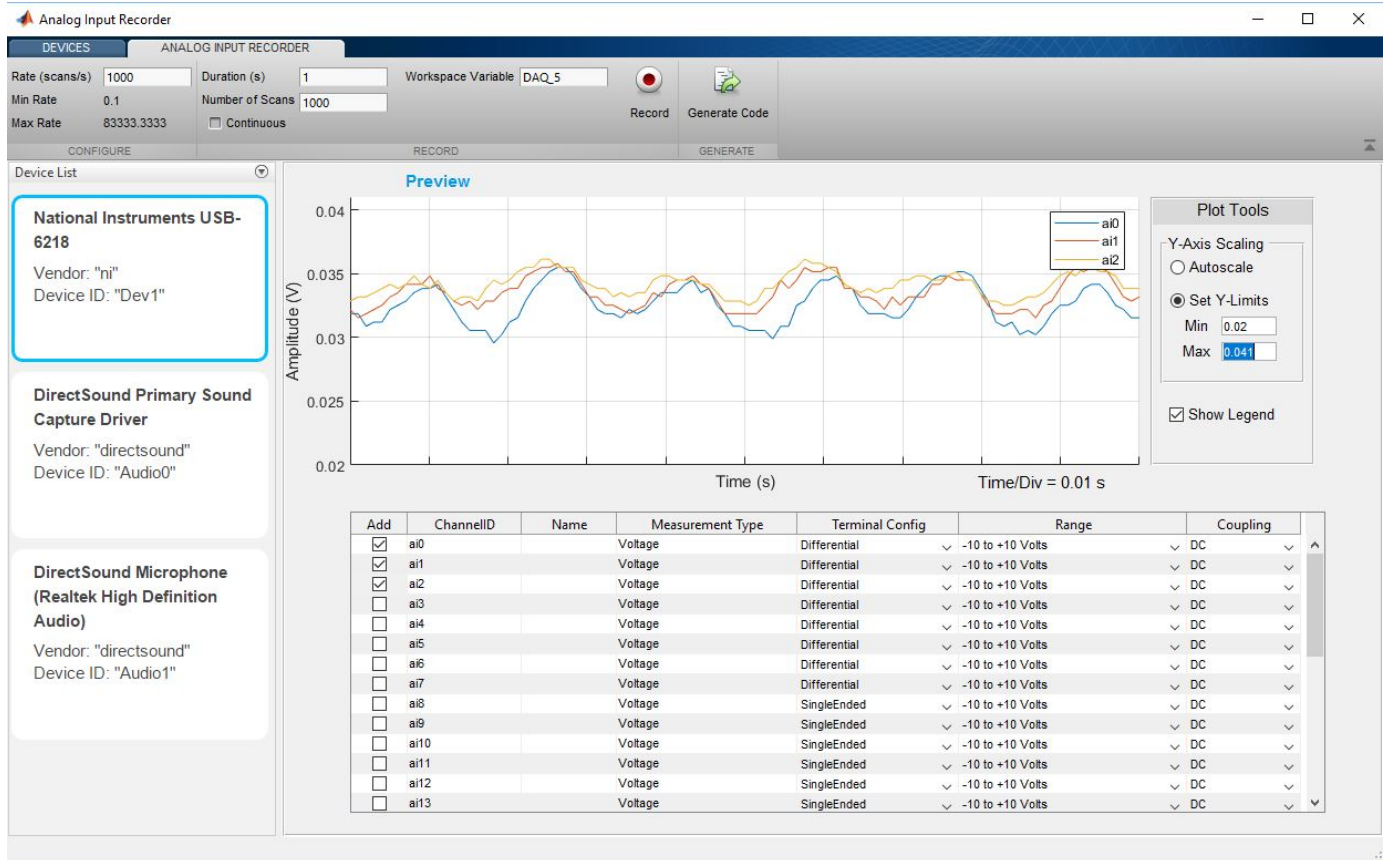 Analog Input Recorder
DEVICES ANALOG INPUT RECORDER
Rate (scans/s) 1000 Duration (s) 1 Workspace Variable DAQ_5
Min Rate 0.1 Number of Scans 1000
Max Rate 83333.3333 Continuous
Record Generate Code
CONFIGURE RECORD GENERATE
Device List
National Instruments USB-
6218
Vendor: "ni"
Device ID: "Dev1"
DirectSound Primary Sound
Capture Driver
Vendor: "directsound"
Device ID: "Audio0"
DirectSound Microphone
(Realtek High Definition
Audio)
Vendor: "directsound"
Device ID: "Audio1"
Preview
Amplitude (V)
0.04
0.035
0.03
0.025
0.02
ai0
ai1
ai2
Time (s) Time/Div = 0.01 s
Plot Tools
Y-Axis Scaling
Autoscale
Set Y-Limits
Min 0.02
Max 0.041
Show Legend
Add ChannelID Name Measurement Type Terminal Config Range Coupling
ai0 Voltage Differential -10 to +10 Volts DC
ai1 Voltage Differential -10 to +10 Volts DC
ai2 Voltage Differential -10 to +10 Volts DC
ai3 Voltage Differential -10 to +10 Volts DC
ai4 Voltage Differential -10 to +10 Volts DC
ai5 Voltage Differential -10 to +10 Volts DC
ai6 Voltage Differential -10 to +10 Volts DC
ai7 Voltage Differential -10 to +10 Volts DC
ai8 Voltage SingleEnded -10 to +10 Volts DC
ai9 Voltage SingleEnded -10 to +10 Volts DC
ai10 Voltage SingleEnded -10 to +10 Volts DC
ai11 Voltage SingleEnded -10 to +10 Volts DC
ai12 Voltage SingleEnded -10 to +10 Volts DC
ai13 Voltage SingleEnded -10 to +10 Volts DC